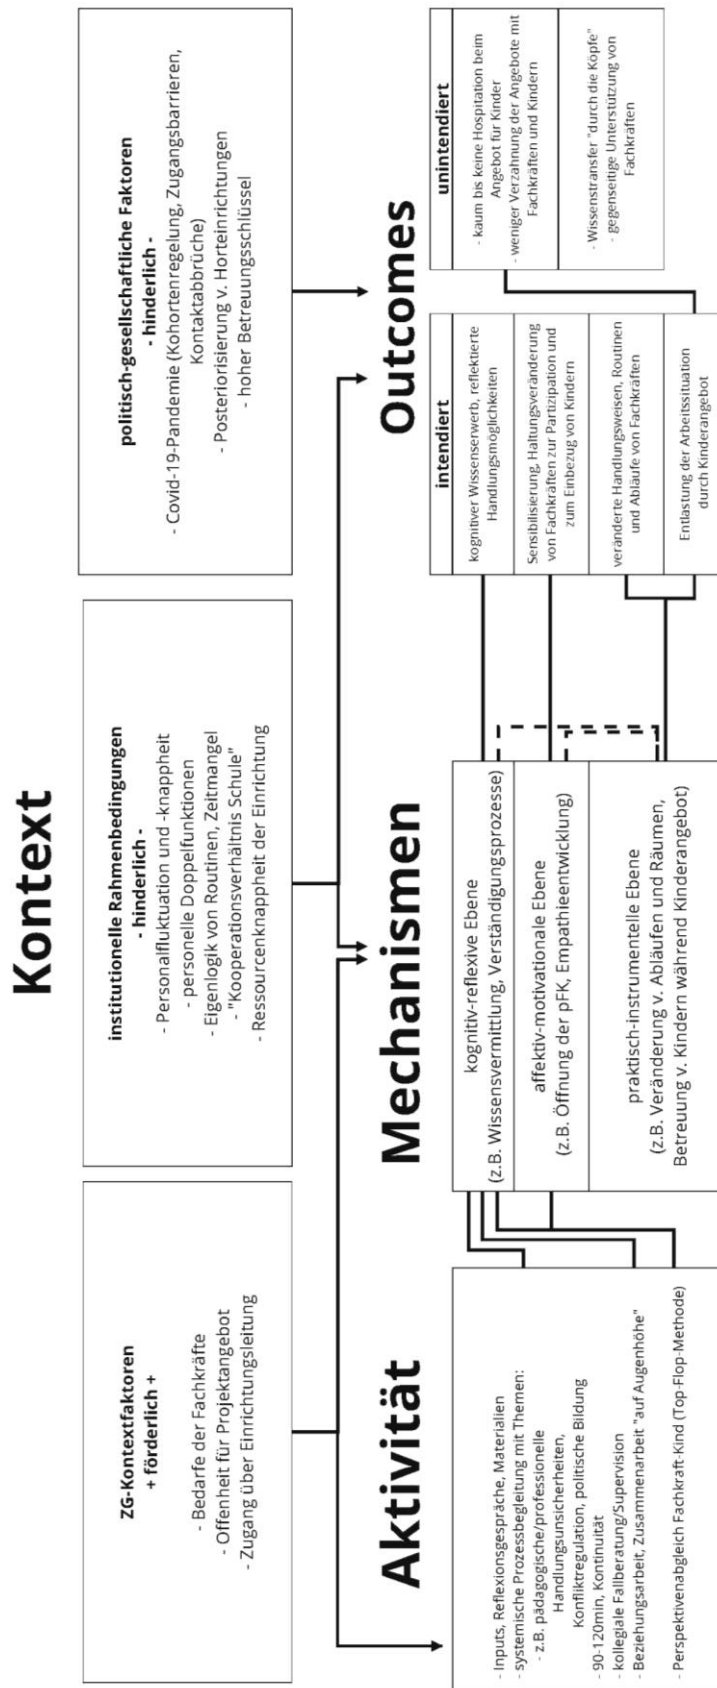 Kontext
ZG-Kontextfaktoren
+ förderlich +
- Bedarfe der Fachkräfte
- Offenheit für Projektangebot
- Zugang über Einrichtungsleitung
institutionelle Rahmenbedingungen
- hinderlich -
- Personalfluktuation und -knappheit
- personelle Doppelfunktionen
- Eigenlogik von Routinen, Zeitmangel
- "Kooperationsverhältnis Schule"
- Ressourcenknappheit der Einrichtung
politisch-gesellschaftliche Faktoren
- hinderlich -
- Covid-19-Pandemie (Kohortenregelung, Zugangsbarrieren,
Kontaktabbrüche)
- Posteriorisierung v. Horteinrichtungen
- hoher Betreuungsschlüssel
Aktivität
- Inputs, Reflexionsgespräche, Materialien
- systemische Prozessbegleitung mit Themen:
- z.B. pädagogische/professionelle
Handlungsunsicherheiten,
Konfliktregulation, politische Bildung
- 90-120min, Kontinuität
- kollegiale Fallberatung/Supervision
- Beziehungsarbeit, Zusammenarbeit "auf Augenhöhe"
- Perspektivenabgleich Fachkraft-Kind (Top-Flop-Methode)
Mechanismen
kognitiv-reflexive Ebene
(z.B. Wissensvermittlung, Verständigungsprozesse)
affektiv-motivationale Ebene
(z.B. Öffnung der pFK, Empathieentwicklung)
praktisch-instrumentelle Ebene
(z.B. Veränderung v. Abläufen und Räumen,
Betreuung v. Kindern während Kinderangebot)
Outcomes
intendiert
kognitiver Wissenserwerb, reflektierte
Handlungsmöglichkeiten
Sensibilisierung, Haltungsveränderung
von Fachkräften zur Partizipation und
zum Einbezug von Kindern
veränderte Handlungsweisen, Routinen
und Abläufe von Fachkräften
Entlastung der Arbeitssituation
durch Kinderangebot
unintendiert
- kaum bis keine Hospitation beim
Angebot für Kinder
- weniger Verzahnung der Angebote mit
Fachkräften und Kindern
- Wissenstransfer "durch die Köpfe"
- gegenseitige Unterstützung von
Fachkräften